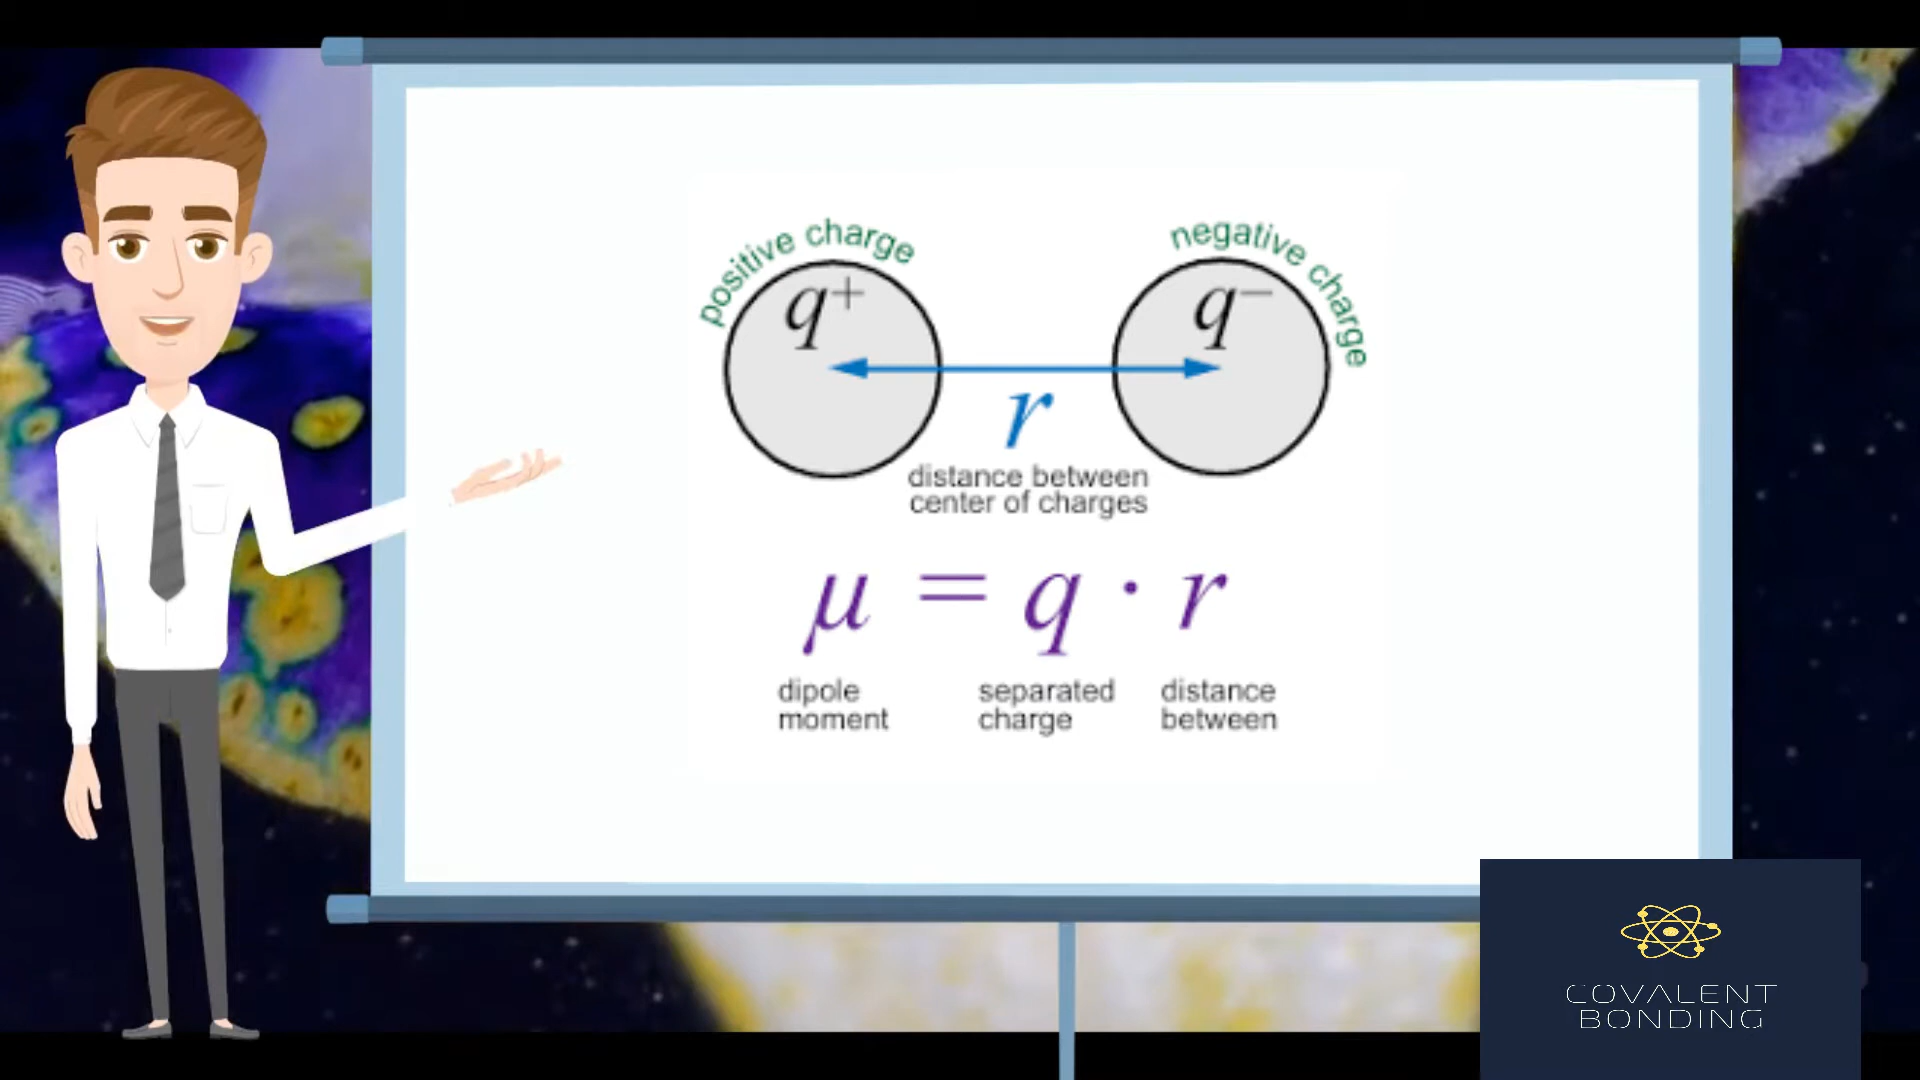 positive charge
negative charge
q+
q−
r
distance between
center of charges
μ = q · r
dipole
moment
separated
charge
distance
between
COVALENT
BONDING